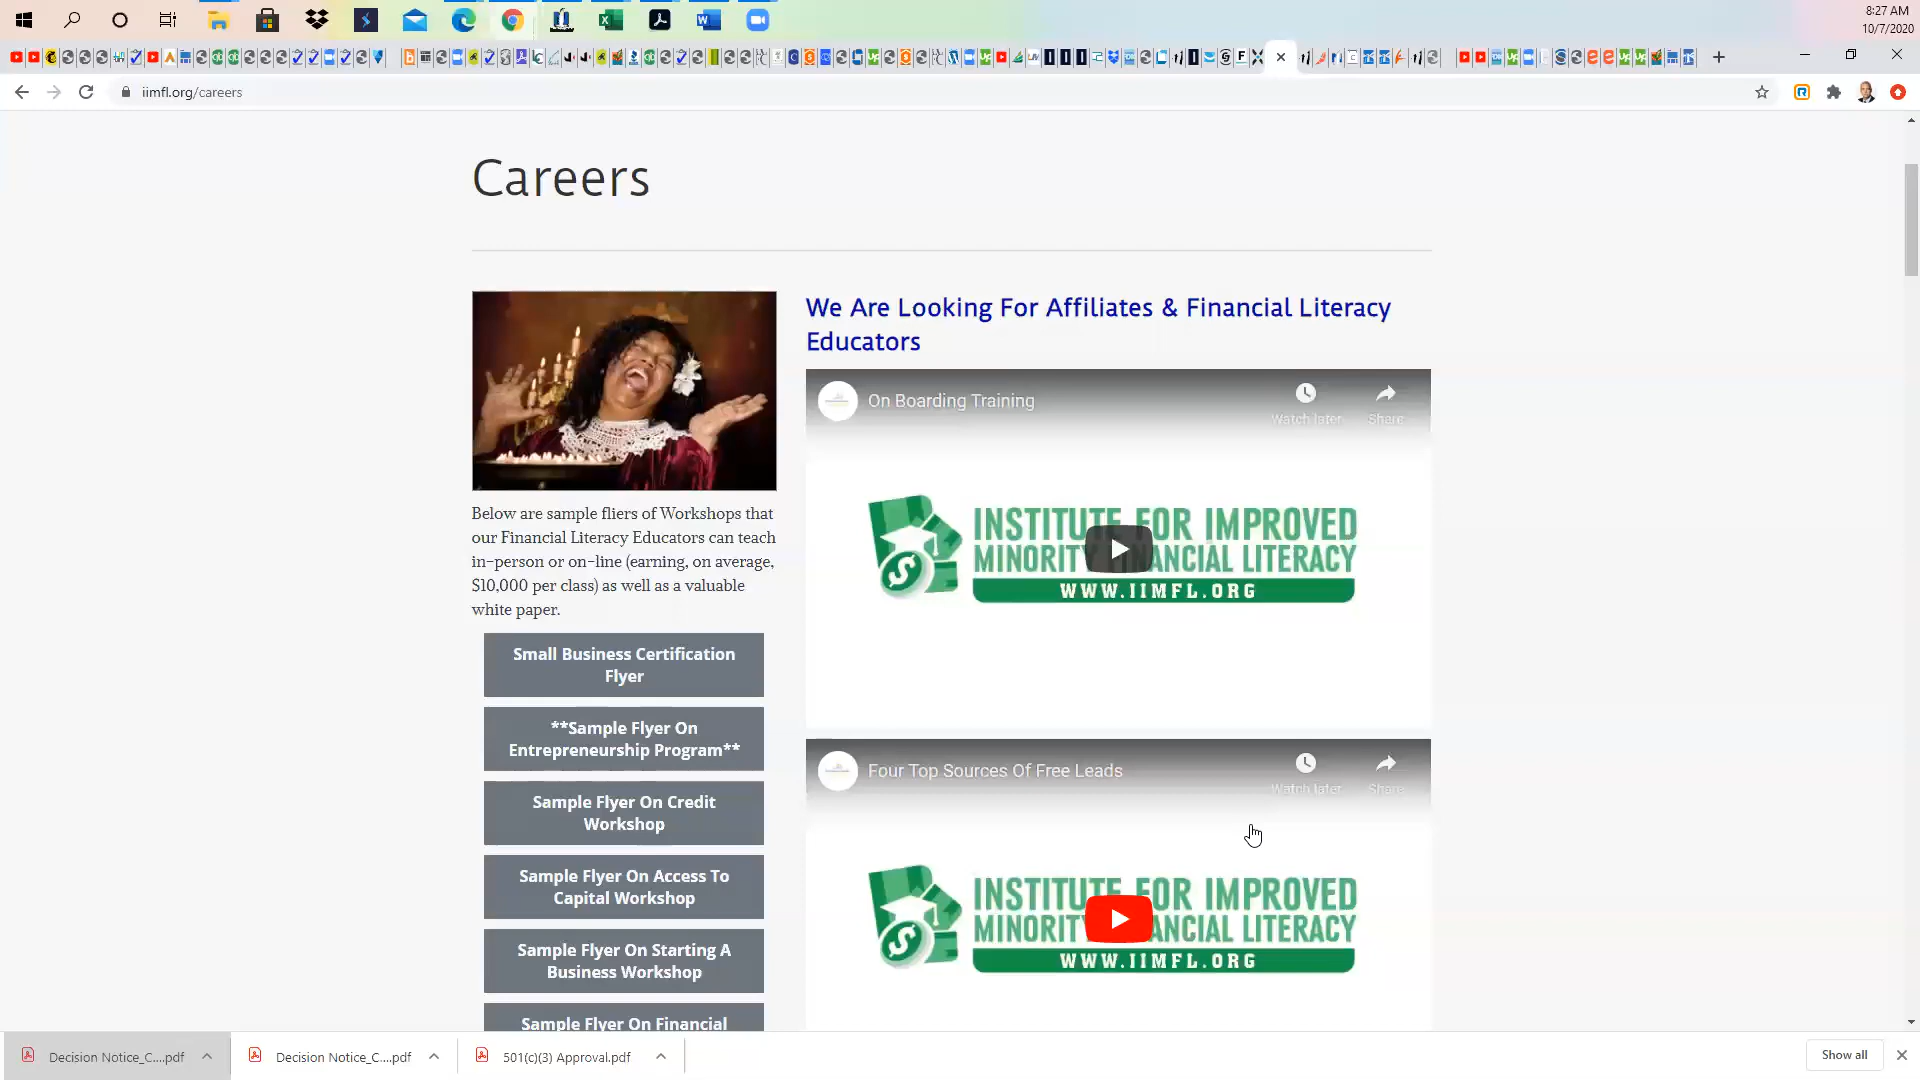 8:27 AM
10/7/2020
iimfl.org/careers
Careers
We Are Looking For Affiliates & Financial Literacy
Educators
On Boarding Training
Watch later
Share
INSTITUTE FOR IMPROVED
MINORITY FINANCIAL LITERACY
WWW.IIMFL.ORG
Below are sample fliers of Workshops that
our Financial Literacy Educators can teach
in-person or on-line (earning, on average,
$10,000 per class) as well as a valuable
white paper.
Small Business Certification
Flyer
**Sample Flyer On
Entrepreneurship Program**
Sample Flyer On Credit
Workshop
Sample Flyer On Access To
Capital Workshop
Sample Flyer On Starting A
Business Workshop
Sample Flyer On Financial
Four Top Sources Of Free Leads
Watch later
Share
INSTITUTE FOR IMPROVED
MINORITY FINANCIAL LITERACY
WWW.IIMFL.ORG
Decision Notice_C....pdf
Decision Notice_C....pdf
501(c)(3) Approval.pdf
Show all